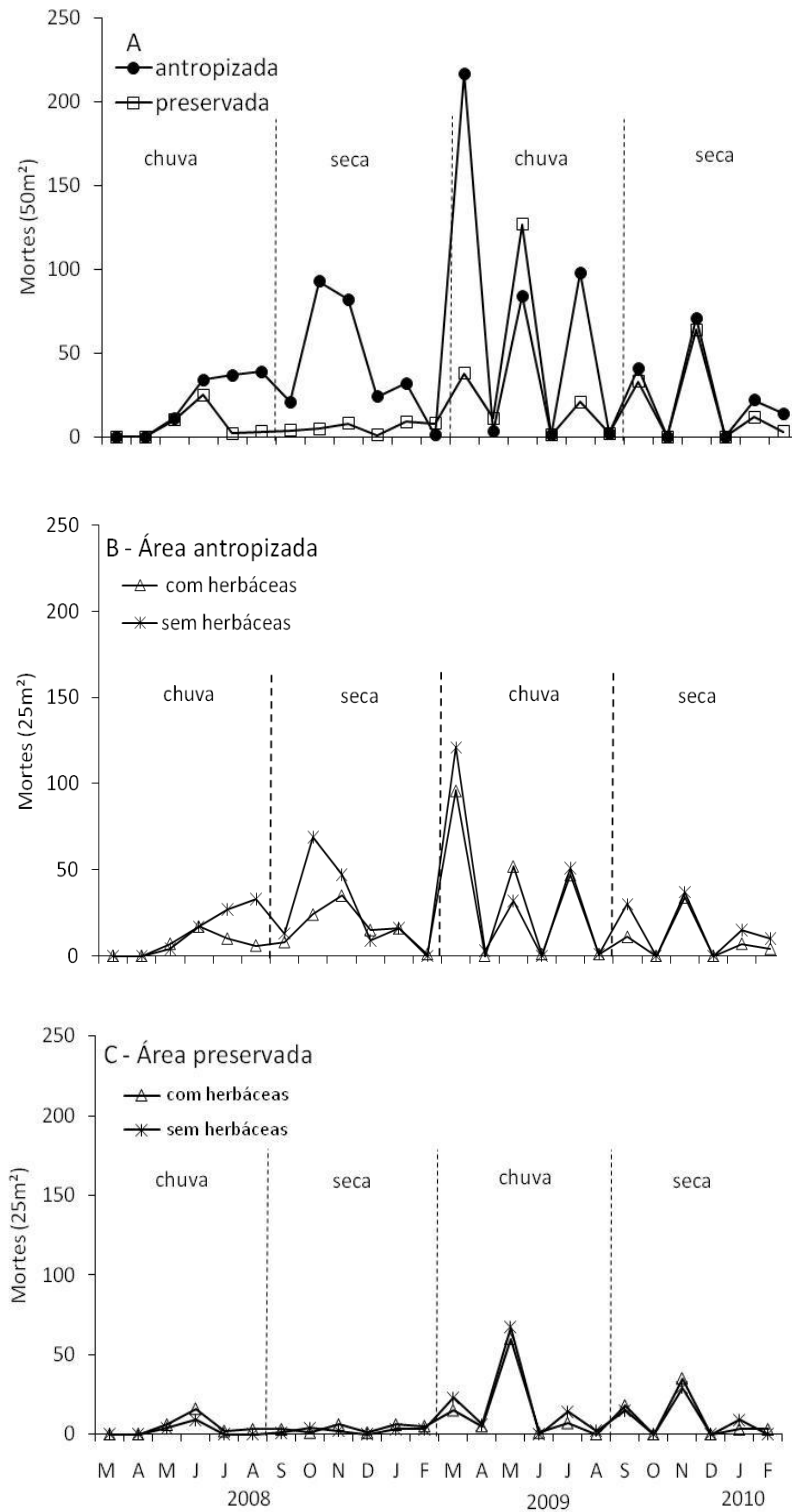 250
200
150
100
50
0
Mortes (50m²)
A
antropizada
preservada
chuva
seca
chuva
seca
250
200
150
100
50
0
Mortes (25m²)
B - Área antropizada
com herbáceas
sem herbáceas
chuva
seca
chuva
seca
250
200
150
100
50
0
Mortes (25m²)
C - Área preservada
com herbáceas
sem herbáceas
chuva
seca
chuva
seca
M A M J J A S O N D J F M A M J J A S O N D J F
2008 2009 2010